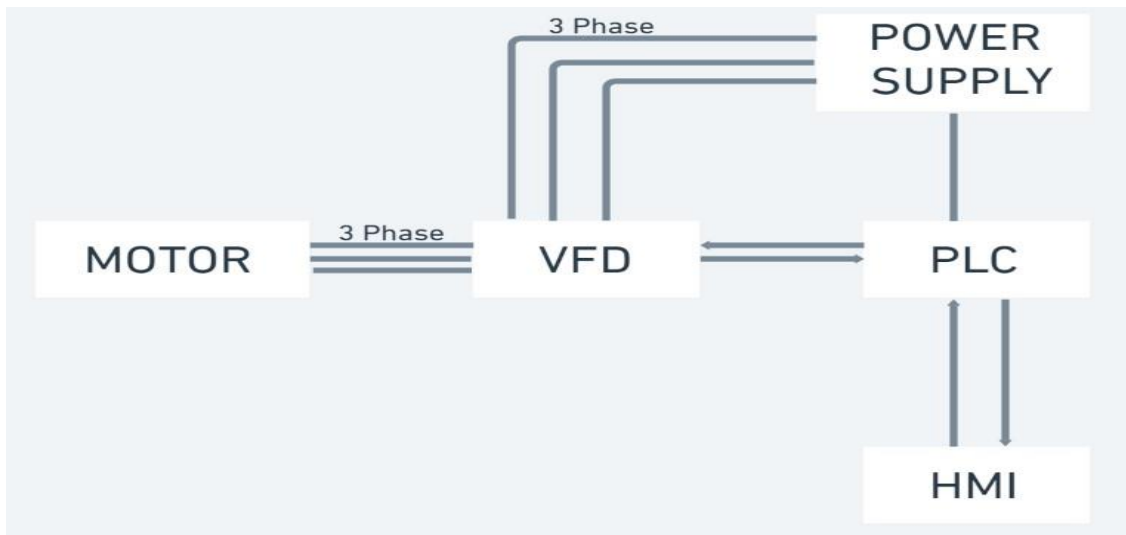 3 Phase
POWER
SUPPLY
3 Phase
MOTOR
VFD
PLC
HMI